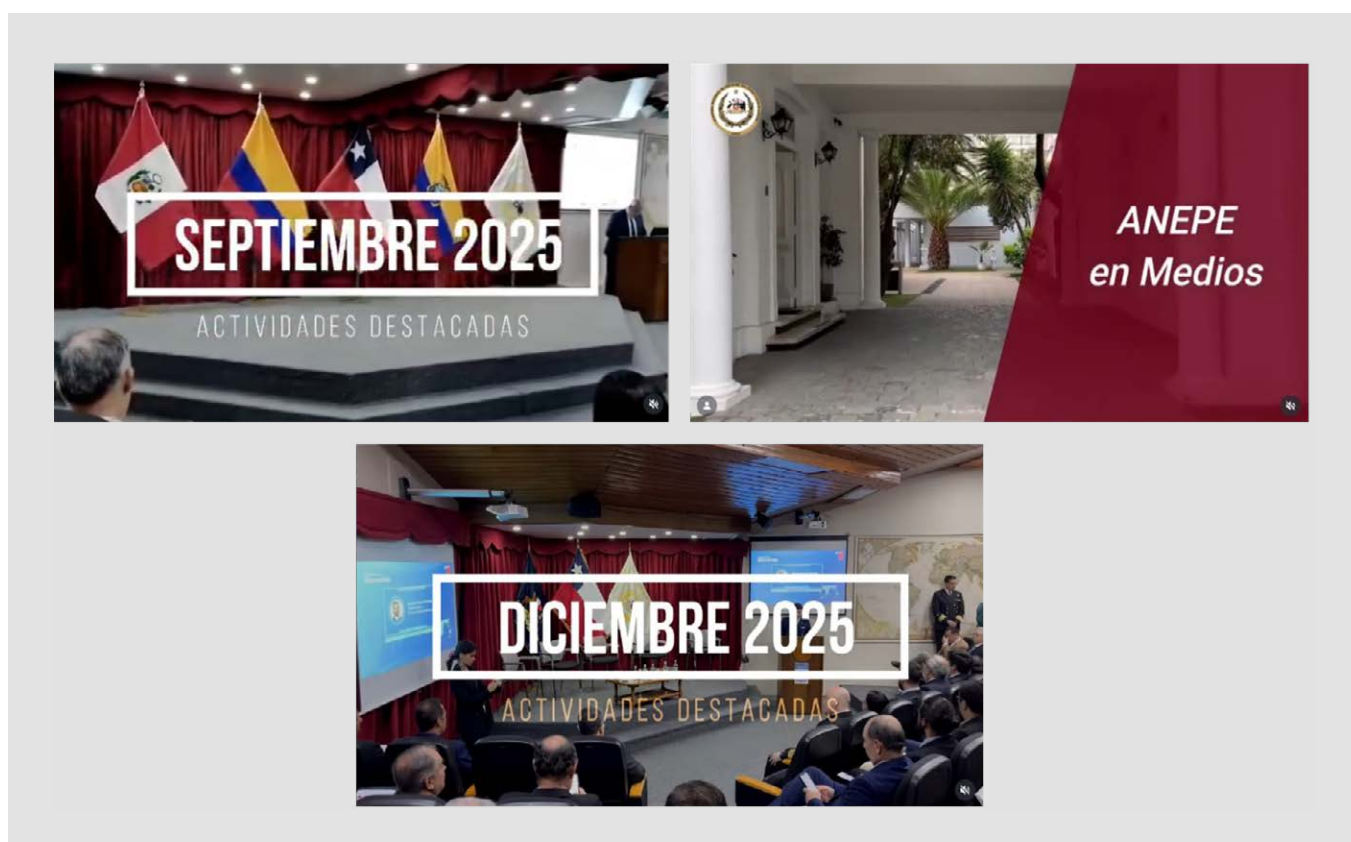 SEPTIEMBRE 2025
ACTIVIDADES DESTACADAS
ANEPE
en Medios
DICIEMBRE 2025
ACTIVIDADES DESTACADAS